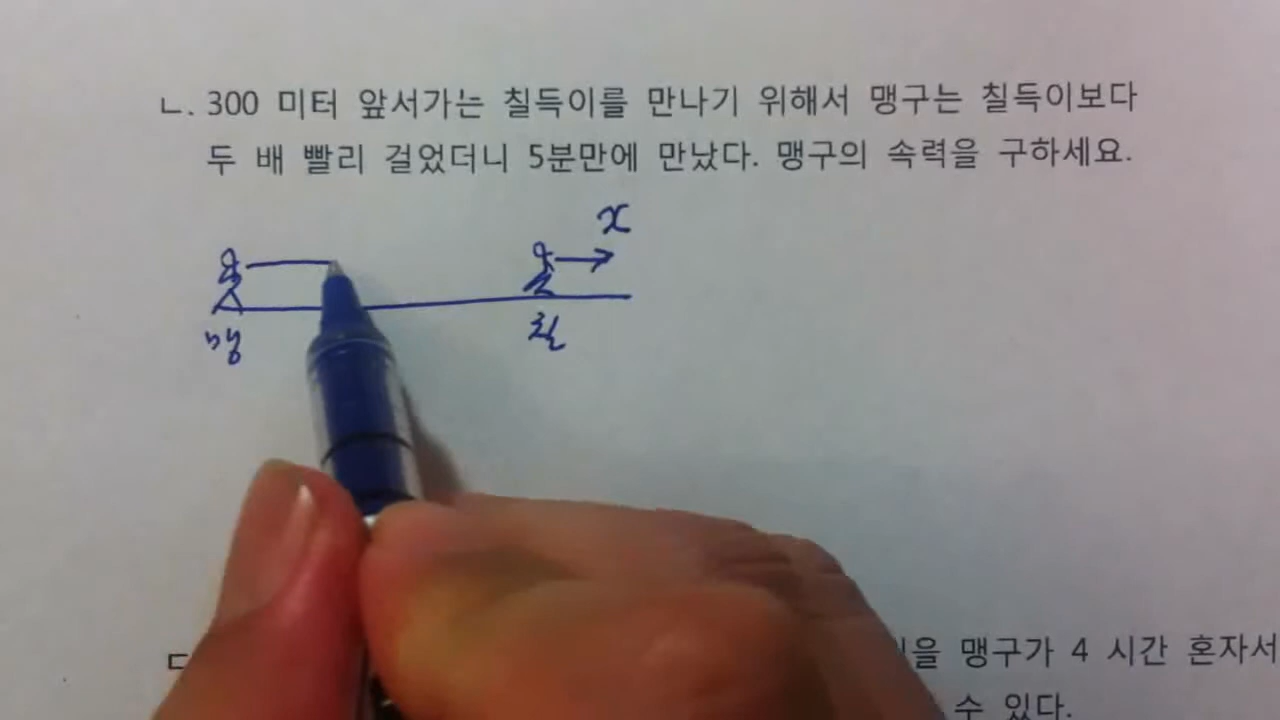 ㄴ. 300 미터 앞서가는 칠득이를 만나기 위해서 맹구는 칠득이보다
두 배 빨리 걸었더니 5분만에 만났다. 맹구의 속력을 구하세요.
x
맹
칠
ㄷ 을 맹구가 4 시간 혼자서
수 있다.